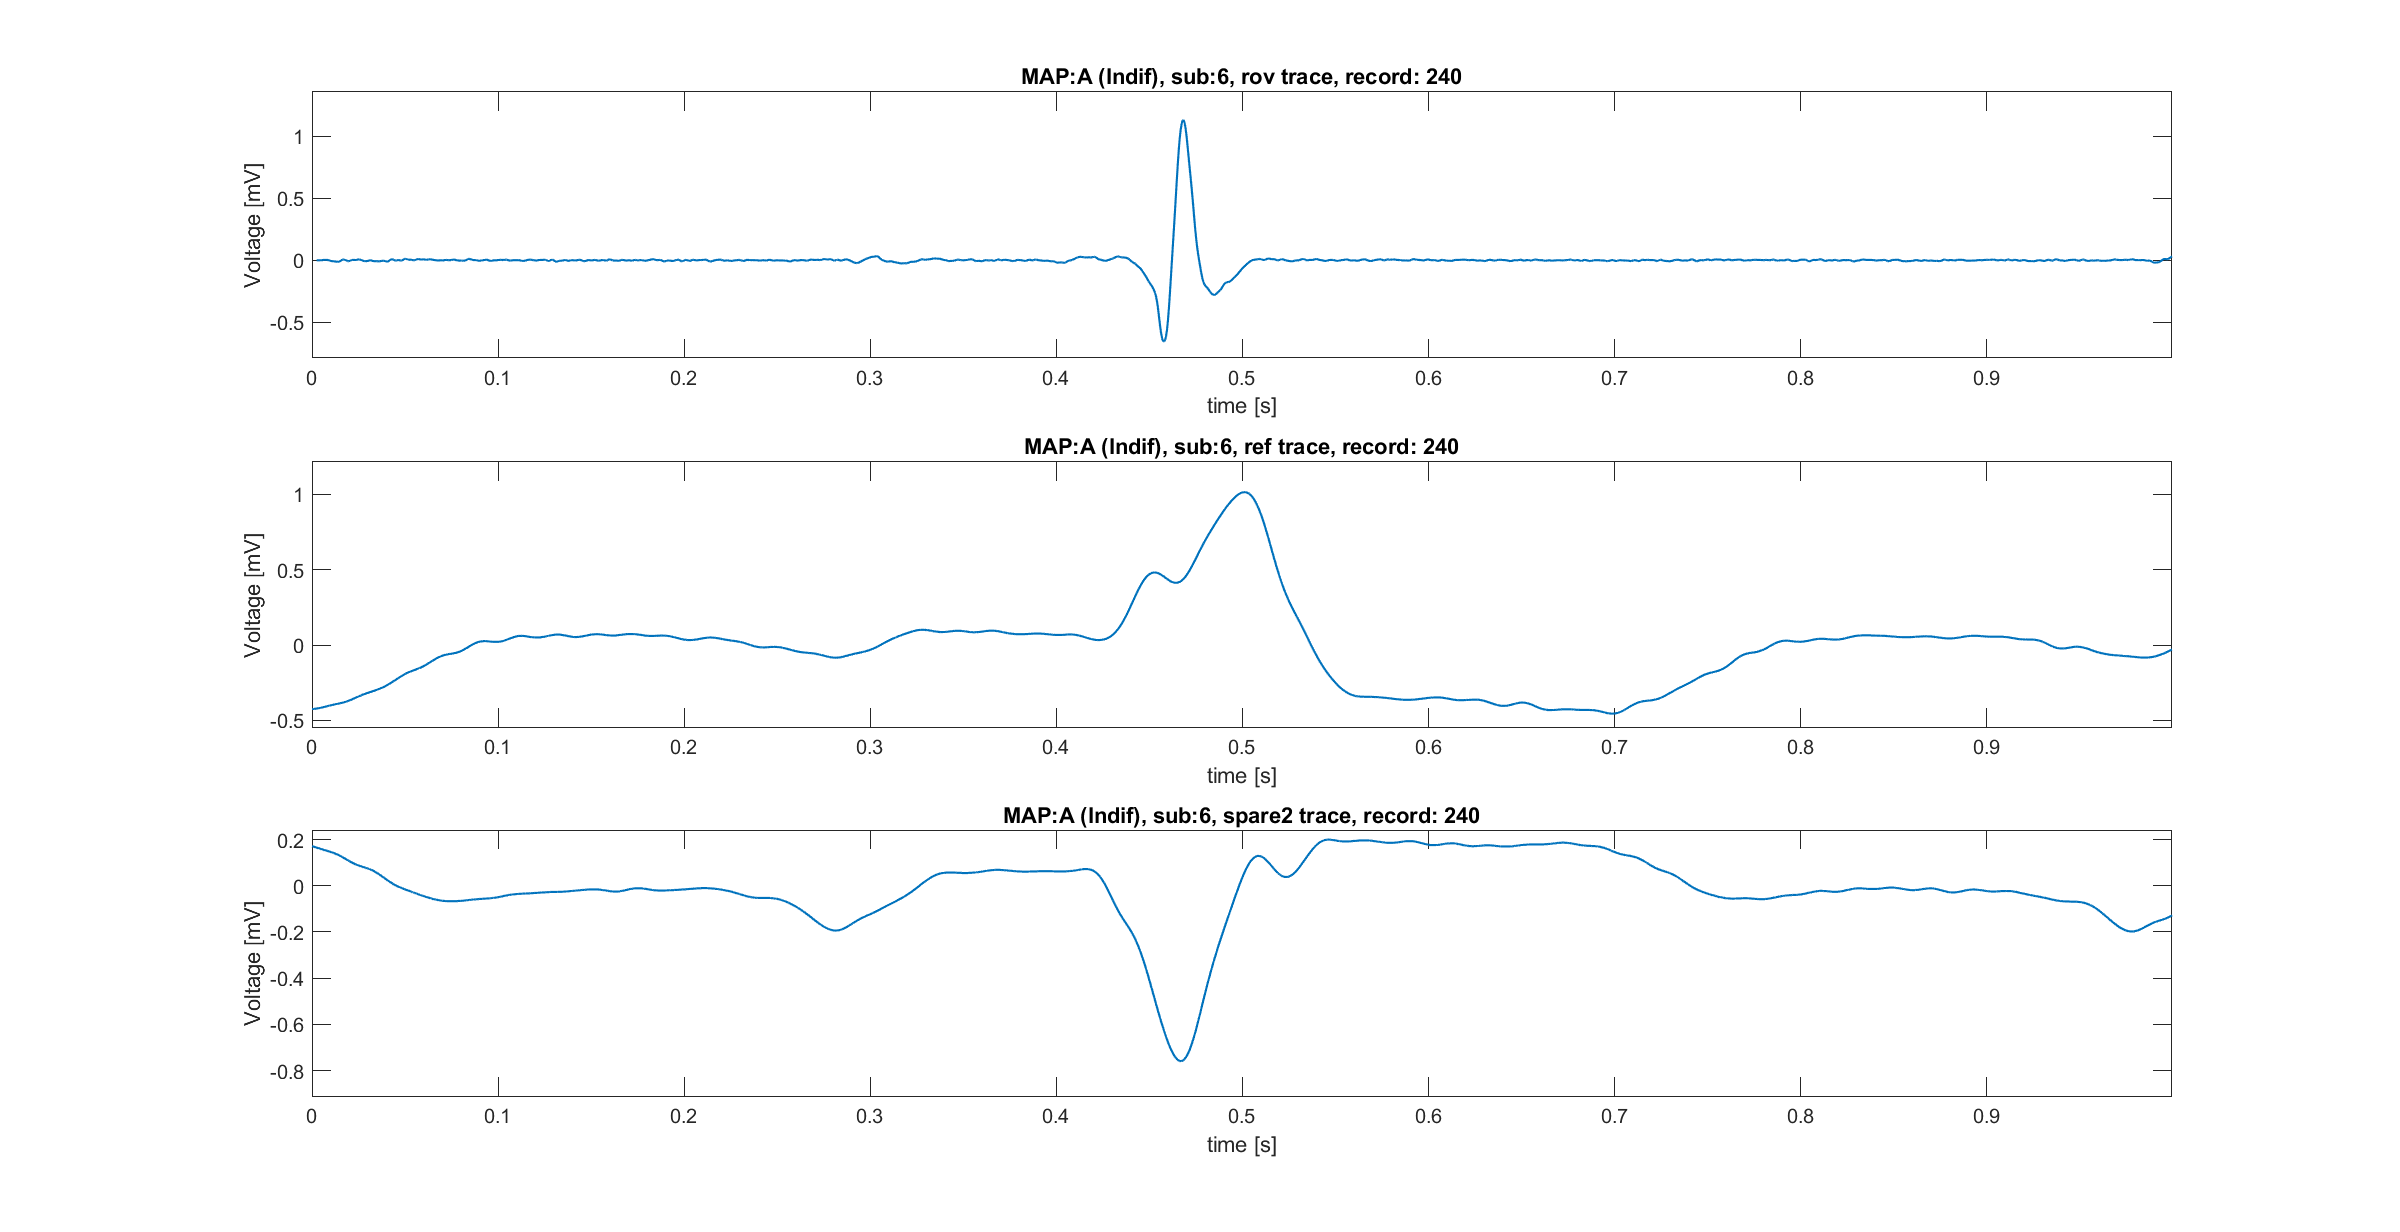 MAP:A (Indif), sub:6, rov trace, record: 240
Voltage [mV]
1
0.5
0
-0.5
0 0.1 0.2 0.3 0.4 0.5 0.6 0.7 0.8 0.9
time [s]
MAP:A (Indif), sub:6, ref trace, record: 240
Voltage [mV]
1
0.5
0
-0.5
0 0.1 0.2 0.3 0.4 0.5 0.6 0.7 0.8 0.9
time [s]
MAP:A (Indif), sub:6, spare2 trace, record: 240
Voltage [mV]
0.2
0
-0.2
-0.4
-0.6
-0.8
0 0.1 0.2 0.3 0.4 0.5 0.6 0.7 0.8 0.9
time [s]